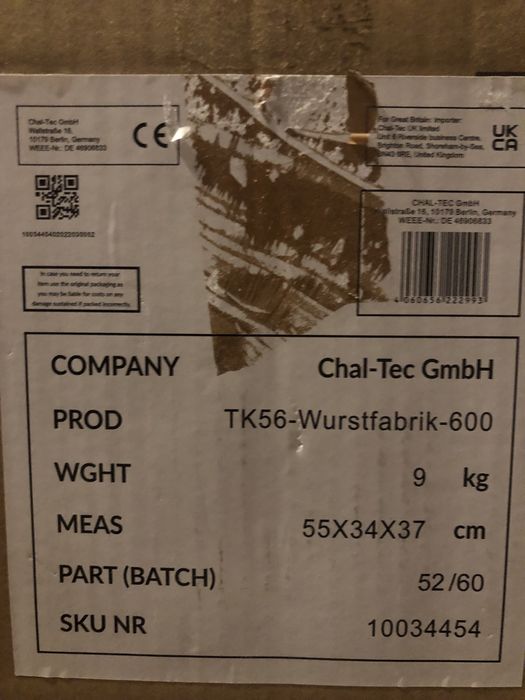 Chal-Tec GmbH
Wallstraße 16,
10179 Berlin, Germany
WEEE-Nr.: DE 46906833
CE
For Great Britain: Importer:
Chal-Tec UK limited
Unit 6 Riverside business Centre,
Brighton Road, Shoreham-by-Sea,
BN43 6RE, United Kingdom
UK
CA
CHAL-TEC GmbH
Wallstraße 16, 10179 Berlin, Germany
WEEE-Nr.: DE 46906833
4 060656 222993
In case you need to return your
item use the original packaging as
you may be liable for costs on any
damage sustained if packed incorrectly.
COMPANY Chal-Tec GmbH
PROD TK56-Wurstfabrik-600
WGHT 9 kg
MEAS 55X34X37 cm
PART (BATCH) 52/60
SKU NR 10034454